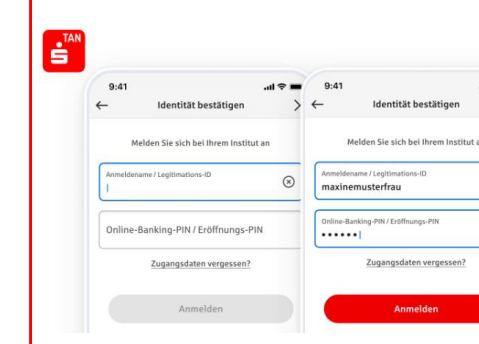 TAN
9:41
Identität bestätigen
Melden Sie sich bei Ihrem Institut an
Anmeldename / Legitimations-ID
Online-Banking-PIN / Eröffnungs-PIN
Zugangsdaten vergessen?
Anmelden
9:41
Identität bestätigen
Melden Sie sich bei Ihrem Institut a
Anmeldename / Legitimations-ID
maxinemusterfrau
Online-Banking-PIN / Eröffnungs-PIN
••••••
Zugangsdaten vergessen?
Anmelden